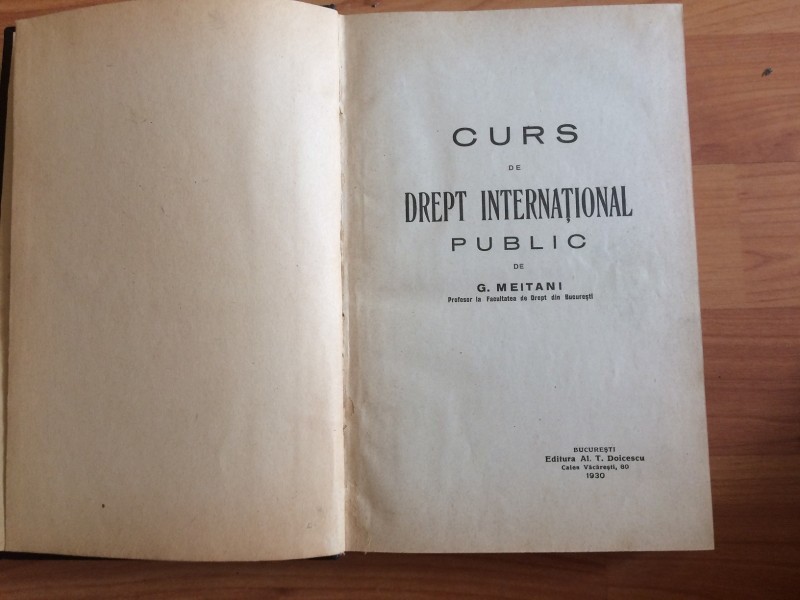 CURS
DE
DREPT INTERNAȚIONAL
PUBLIC
DE
G. MEITANI
Profesor la Facultatea de Drept din București
BUCUREȘTI
Editura Al. T. Doicescu
Calea Văcărești, 60
1930